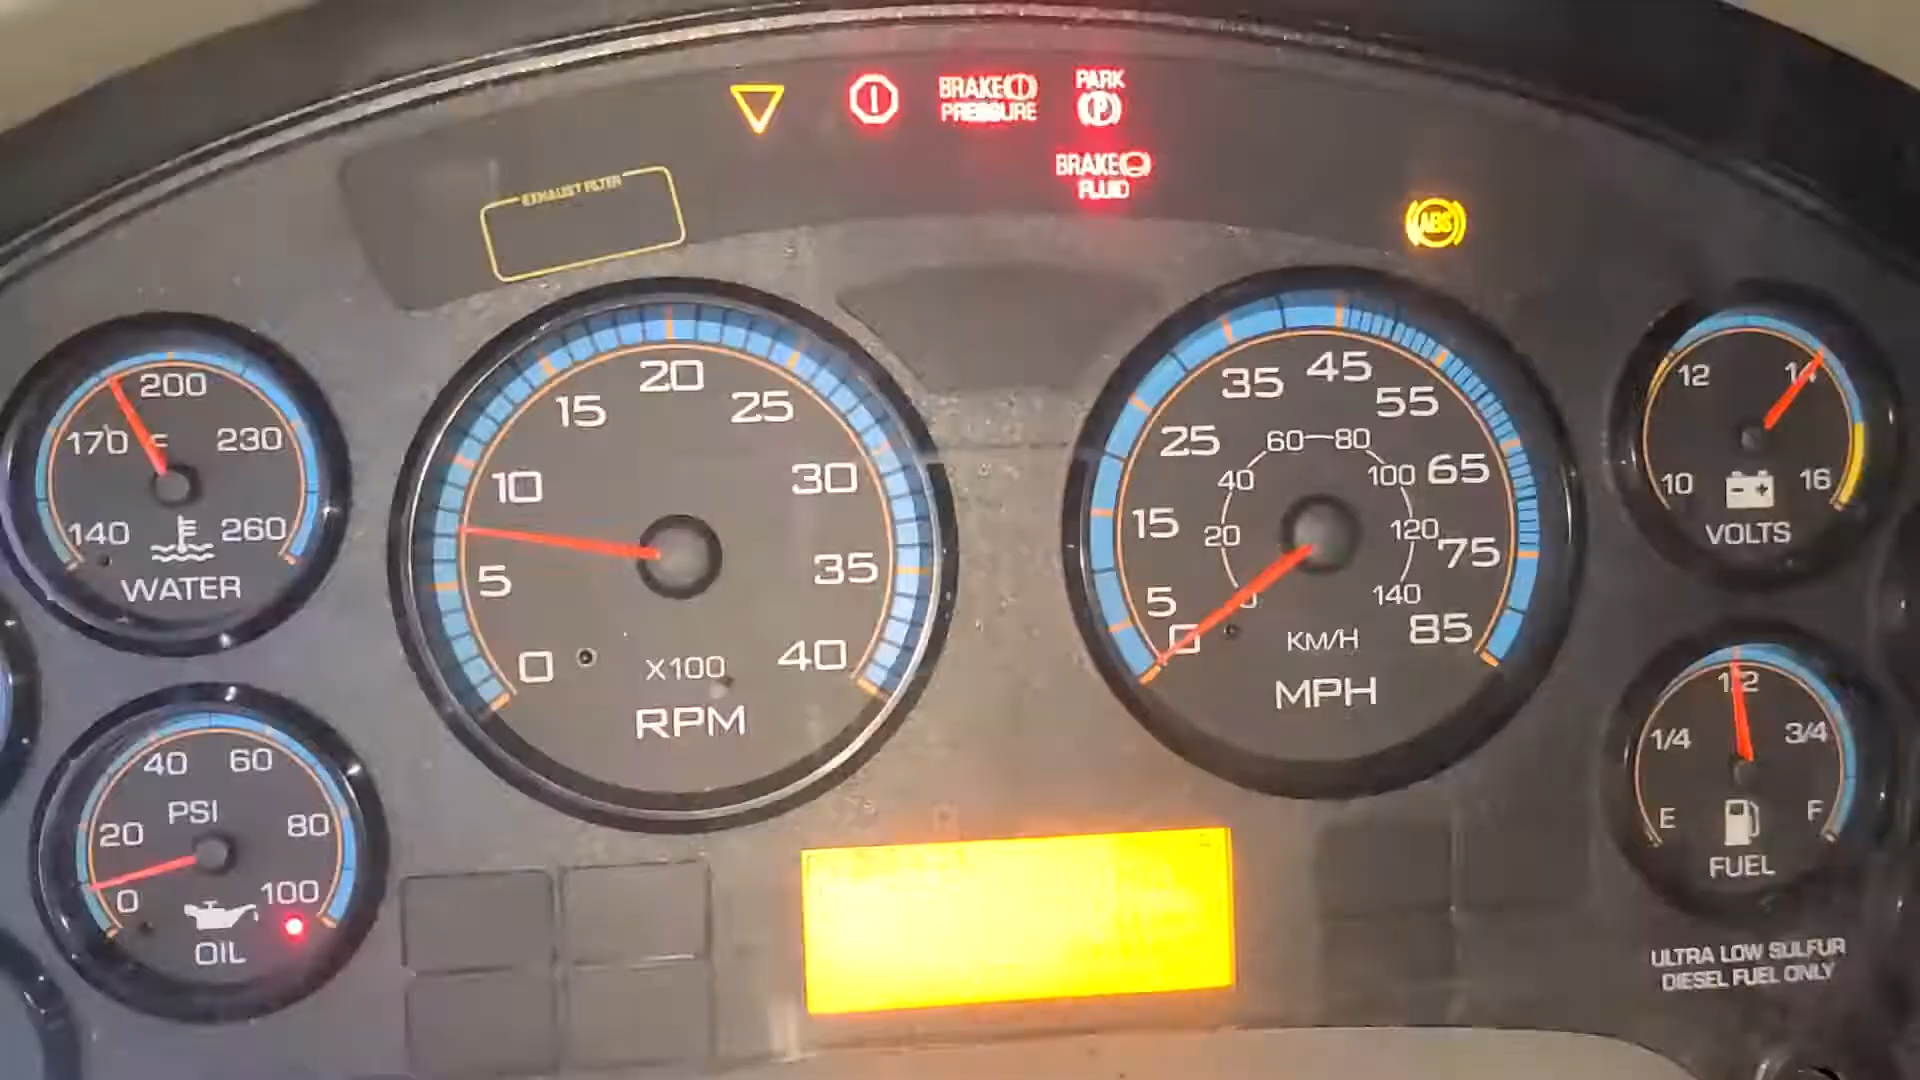 BRAKE
PRESSURE
PARK
P
BRAKE
FLUID
EXHAUST FILTER
ABS
200
170
F
230
140
260
WATER
20
15
25
10
30
5
35
0
40
X100
RPM
45
35
55
25
65
15
75
5
85
0
60 80
40
100
20
120
0
140
KM/H
MPH
12
14
10
16
VOLTS
1/2
1/4
3/4
E
F
FUEL
40
60
PSI
20
80
0
100
OIL
ULTRA LOW SULFUR
DIESEL FUEL ONLY